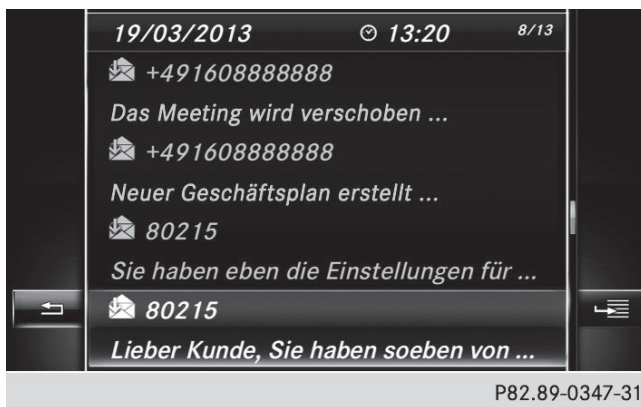 19/03/2013 13:20 8/13
+491608888888
Das Meeting wird verschoben ...
+491608888888
Neuer Geschäftsplan erstellt ...
80215
Sie haben eben die Einstellungen für ...
80215
Lieber Kunde, Sie haben soeben von ...
P82.89-0347-31